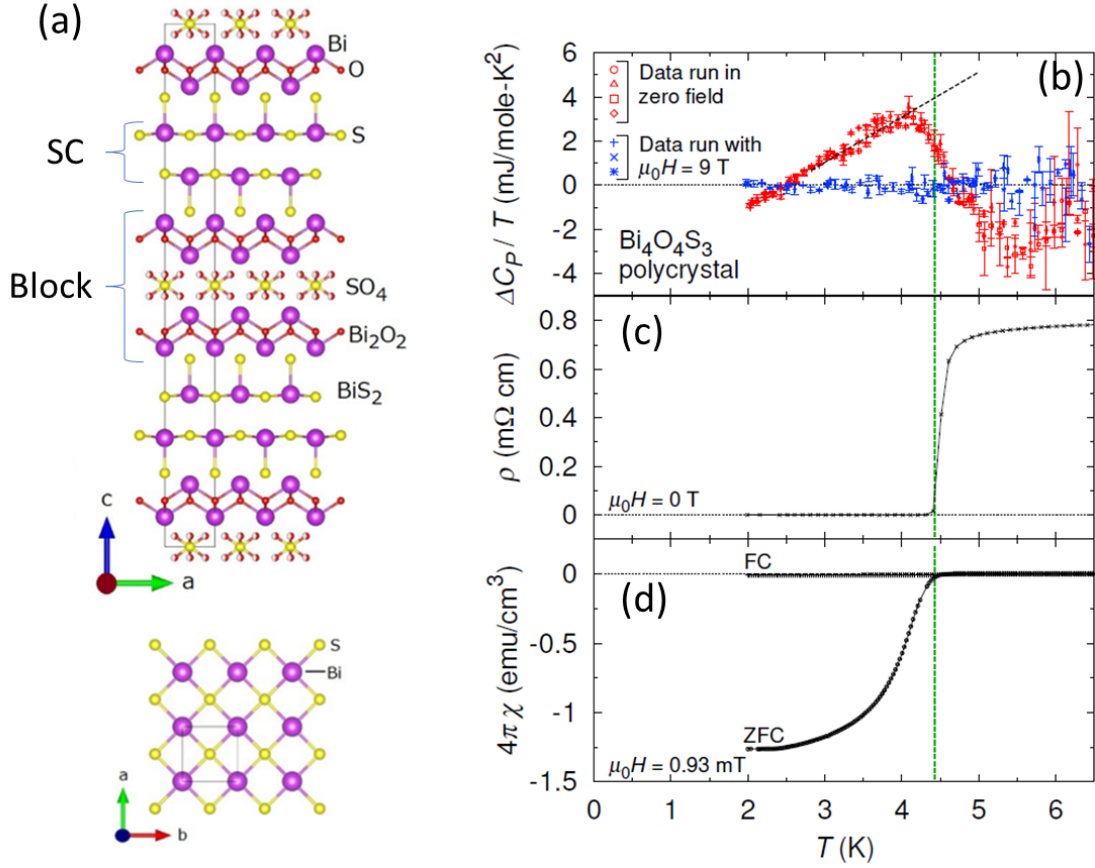 (a)
Bi
O
S
SC
Block
SO4
Bi2O2
BiS2
c
a
S
Bi
a
b
ΔCP / T (mJ/mole-K²)
6
4
2
0
-2
-4
Data run in
zero field
Data run with
μ0H = 9 T
(b)
Bi4O4S3
polycrystal
ρ (mΩ cm)
0.8
0.6
0.4
0.2
0
(c)
μ0H = 0 T
4π χ (emu/cm³)
0
-0.5
-1
-1.5
FC
(d)
ZFC
μ0H = 0.93 mT
0 1 2 3 4 5 6
T (K)